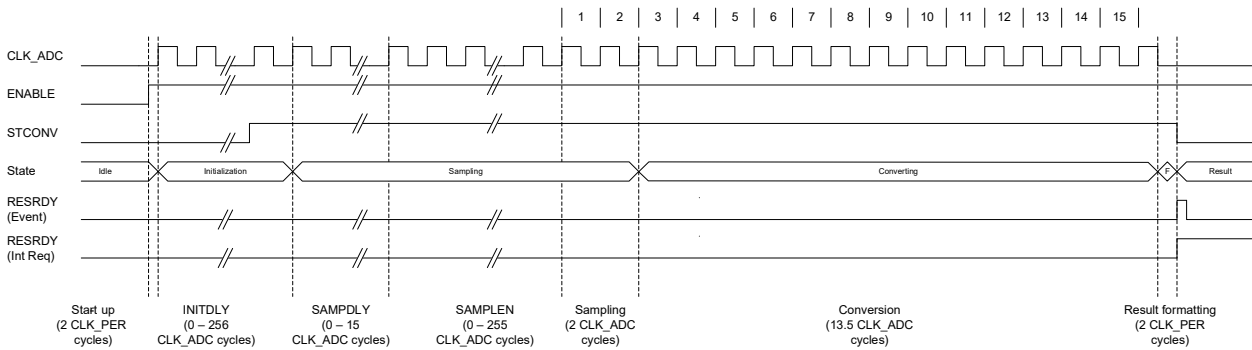 1 2 3 4 5 6 7 8 9 10 11 12 13 14 15
CLK_ADC
ENABLE
STCONV
State
Idle Initialization Sampling Converting F Result
RESRDY
(Event)
RESRDY
(Int Req)
Start up
(2 CLK_PER
cycles)
INITDLY
(0 – 256
CLK_ADC cycles)
SAMPDLY
(0 – 15
CLK_ADC cycles)
SAMPLEN
(0 – 255
CLK_ADC cycles)
Sampling
(2 CLK_ADC
cycles)
Conversion
(13.5 CLK_ADC
cycles)
Result formatting
(2 CLK_PER
cycles)